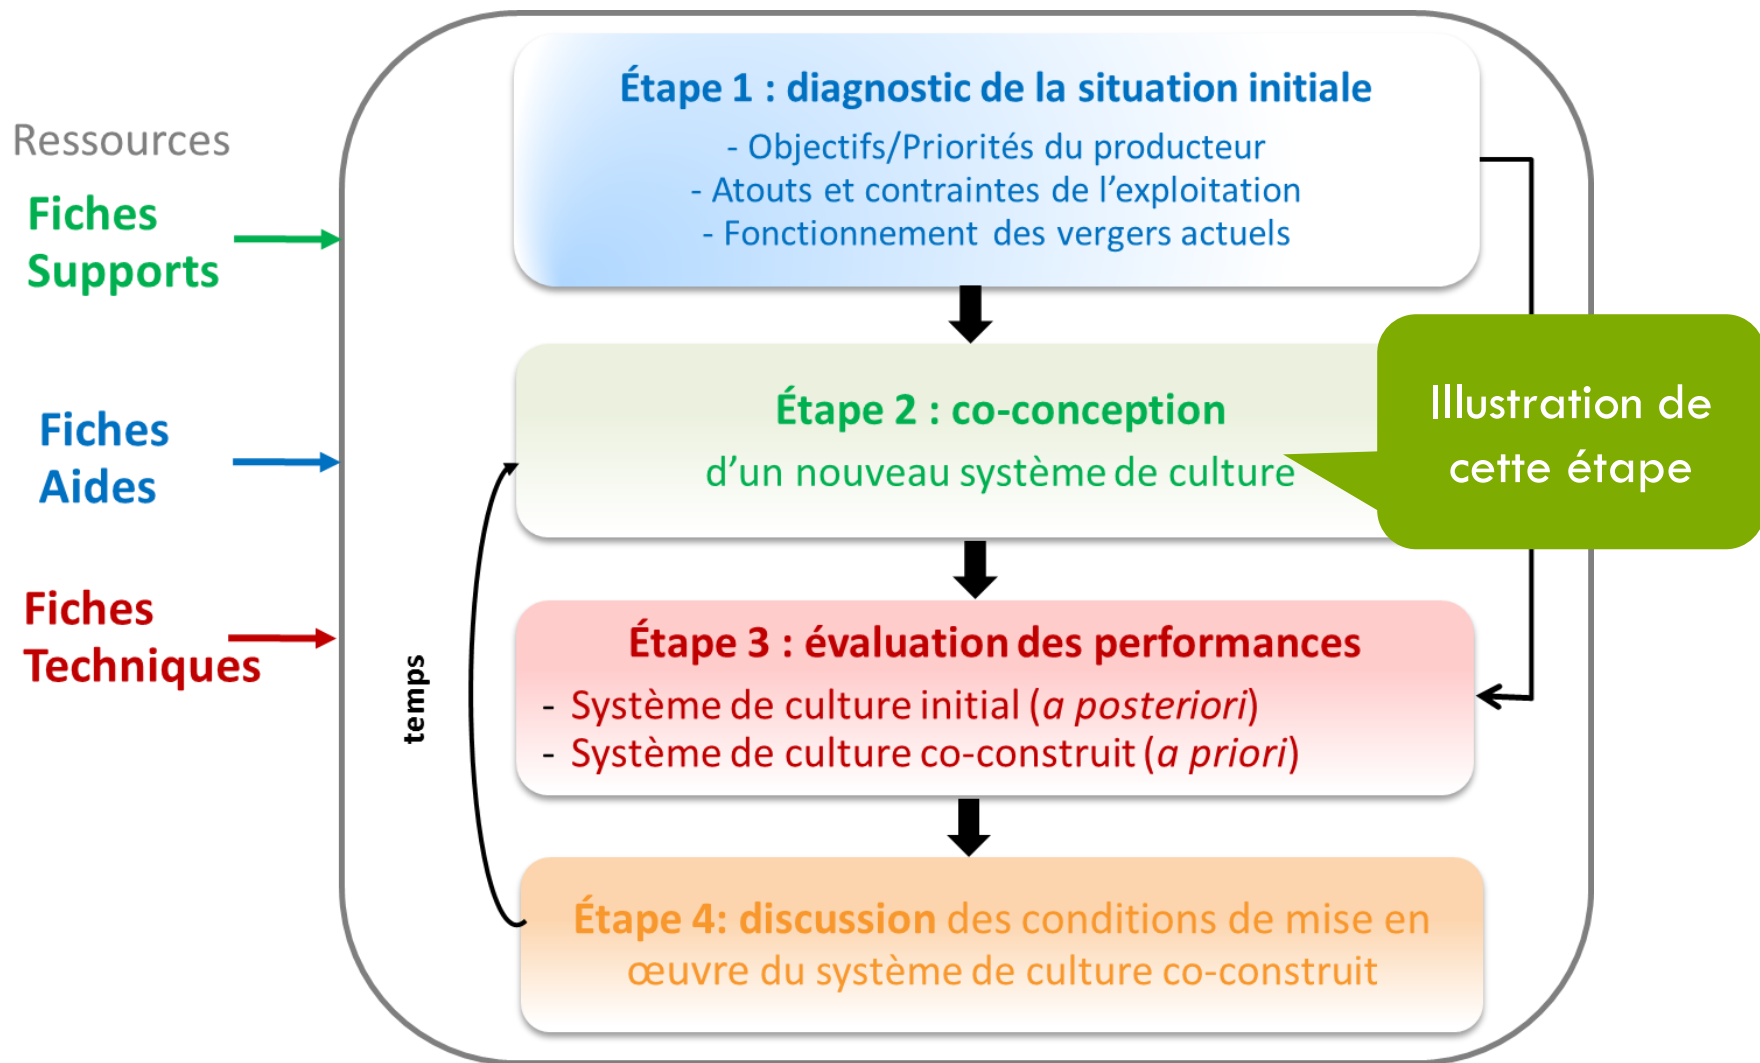 Ressources
Fiches
Supports
Fiches
Aides
Fiches
Techniques
Étape 1 : diagnostic de la situation initiale
- Objectifs/Priorités du producteur
- Atouts et contraintes de l’exploitation
- Fonctionnement des vergers actuels
Étape 2 : co-conception
d’un nouveau système de culture
Illustration de
cette étape
Étape 3 : évaluation des performances
- Système de culture initial (a posteriori)
- Système de culture co-construit (a priori)
temps
Étape 4: discussion des conditions de mise en
œuvre du système de culture co-construit